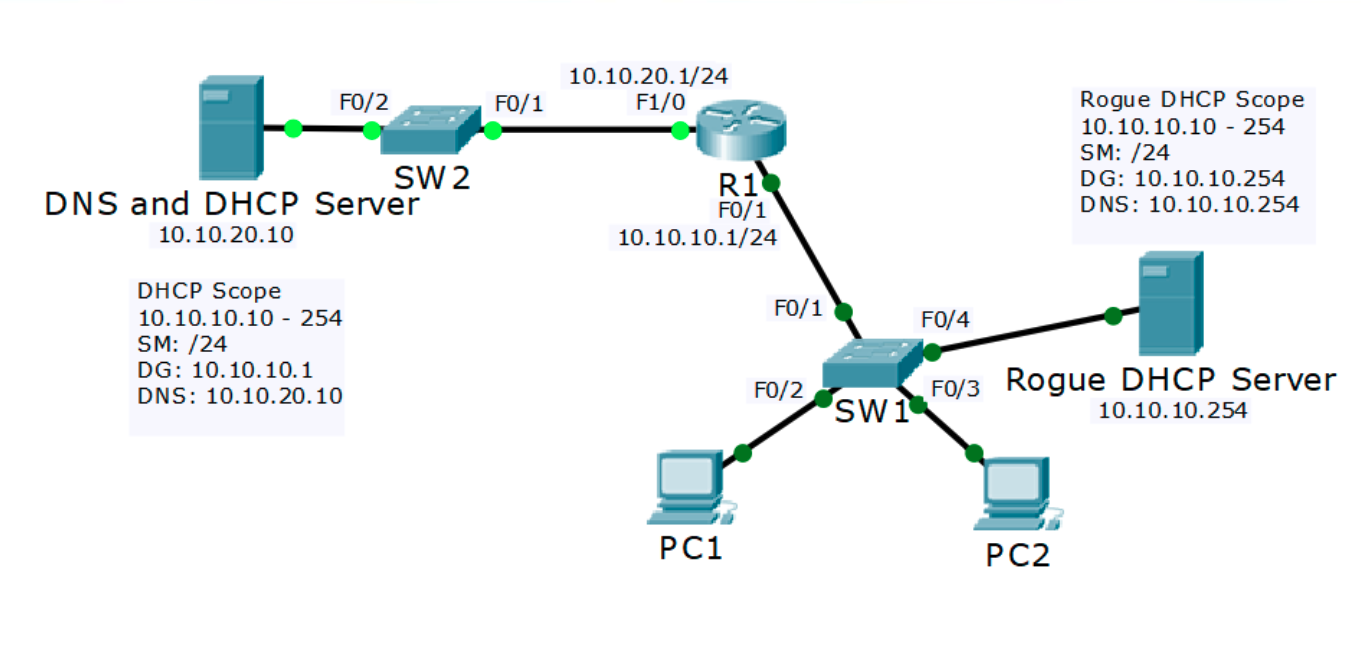 10.10.20.1/24
F0/2
F0/1
F1/0
SW2
R1
F0/1
10.10.10.1/24
DNS and DHCP Server
10.10.20.10
DHCP Scope
10.10.10.10 - 254
SM: /24
DG: 10.10.10.1
DNS: 10.10.20.10
Rogue DHCP Scope
10.10.10.10 - 254
SM: /24
DG: 10.10.10.254
DNS: 10.10.10.254
F0/1
F0/4
F0/2
F0/3
SW1
Rogue DHCP Server
10.10.10.254
PC1
PC2